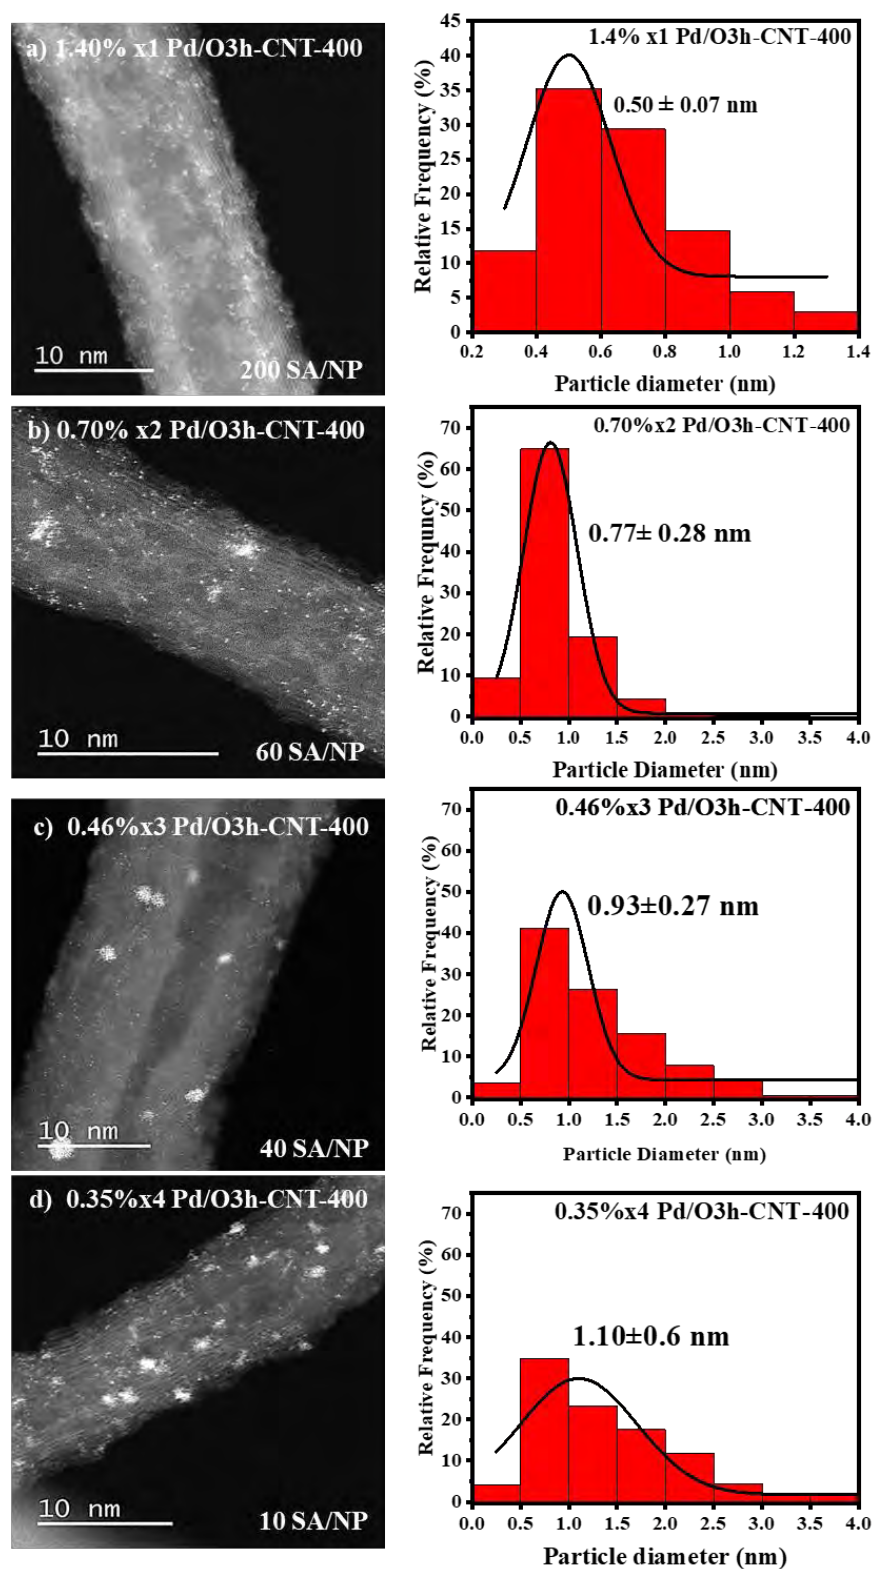 a) 1.40% x1 Pd/O3h-CNT-400
10 nm
200 SA/NP
1.4% x1 Pd/O3h-CNT-400
0.50 ± 0.07 nm
Relative Frequency (%)
45
40
35
30
25
20
15
10
5
0
0.2 0.4 0.6 0.8 1.0 1.2 1.4
Particle diameter (nm)
b) 0.70% x2 Pd/O3h-CNT-400
10 nm
60 SA/NP
0.70%x2 Pd/O3h-CNT-400
0.77± 0.28 nm
Relative Frequncy (%)
70
60
50
40
30
20
10
0
0.0 0.5 1.0 1.5 2.0 2.5 3.0 3.5 4.0
Particle Diameter (nm)
c) 0.46%x3 Pd/O3h-CNT-400
10 nm
40 SA/NP
0.46%x3 Pd/O3h-CNT-400
0.93±0.27 nm
Relative Frequency (%)
70
60
50
40
30
20
10
0
0.0 0.5 1.0 1.5 2.0 2.5 3.0 4.0
Particle Diameter (nm)
d) 0.35%x4 Pd/O3h-CNT-400
10 nm
10 SA/NP
0.35%x4 Pd/O3h-CNT-400
1.10±0.6 nm
Relative Frequency (%)
70
60
50
40
30
20
10
0
0.0 0.5 1.0 1.5 2.0 2.5 3.0 3.5 4.0
Particle diameter (nm)